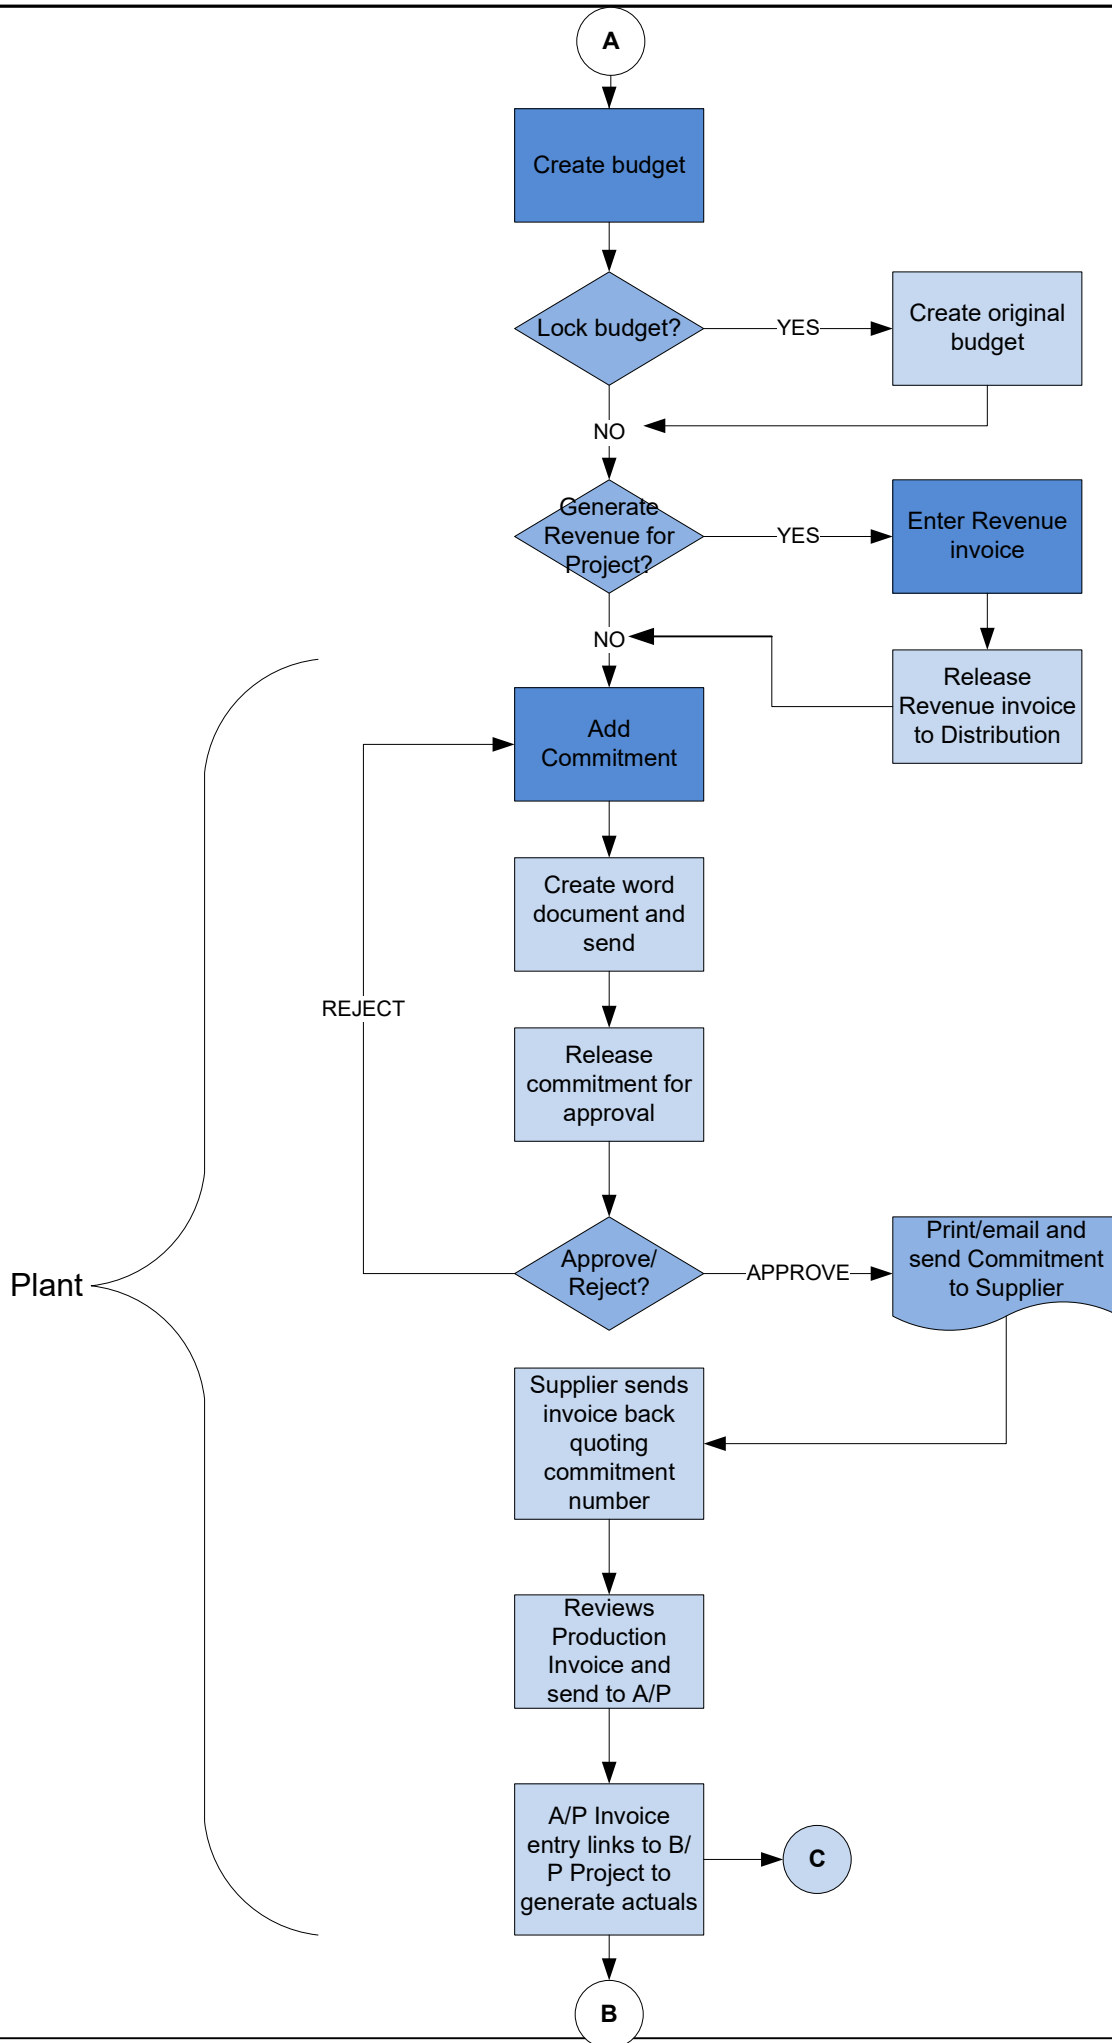 A
Create budget
Lock budget?
YES
Create original
budget
NO
Generate
Revenue for
Project?
YES
Enter Revenue
invoice
NO
Release
Revenue invoice
to Distribution
Add
Commitment
Create word
document and
send
REJECT
Release
commitment for
approval
Approve/
Reject?
APPROVE
Print/email and
send Commitment
to Supplier
Plant
Supplier sends
invoice back
quoting
commitment
number
Reviews
Production
Invoice and
send to A/P
A/P Invoice
entry links to B/
P Project to
generate actuals
C
B